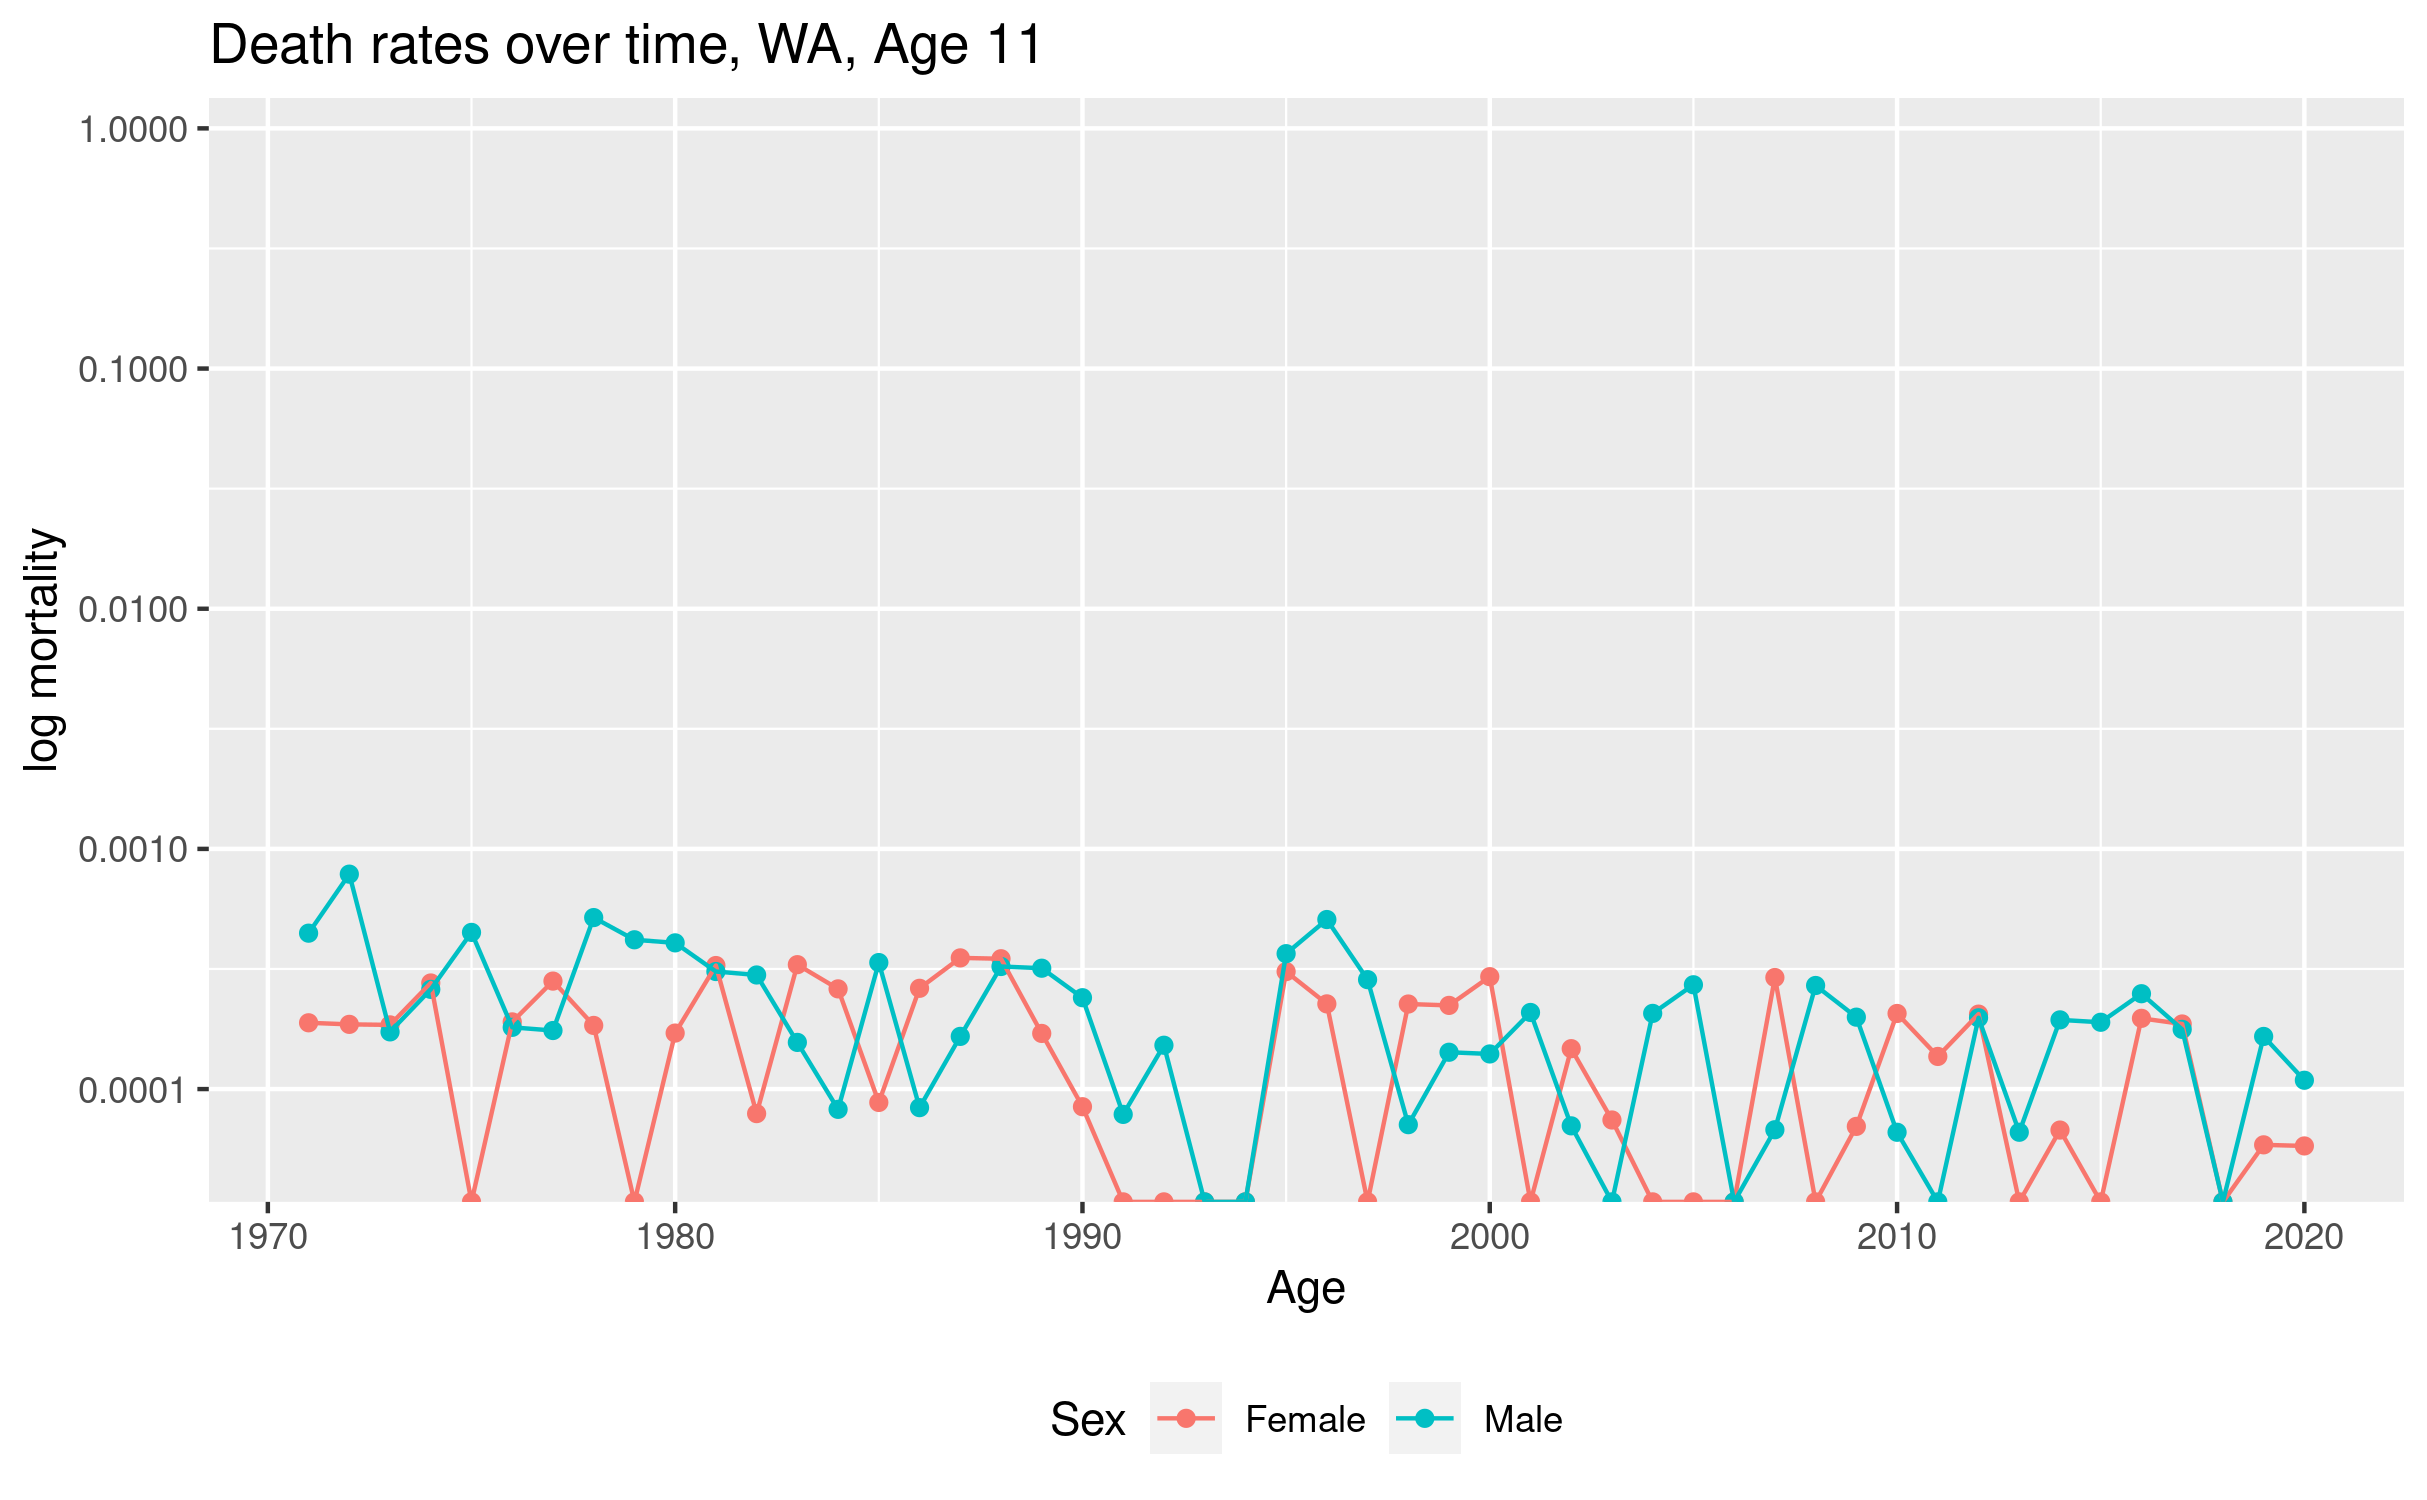 Death rates over time, WA, Age 11
log mortality
1.0000
0.1000
0.0100
0.0010
0.0001
1970 1980 1990 2000 2010 2020
Age
Sex Female Male